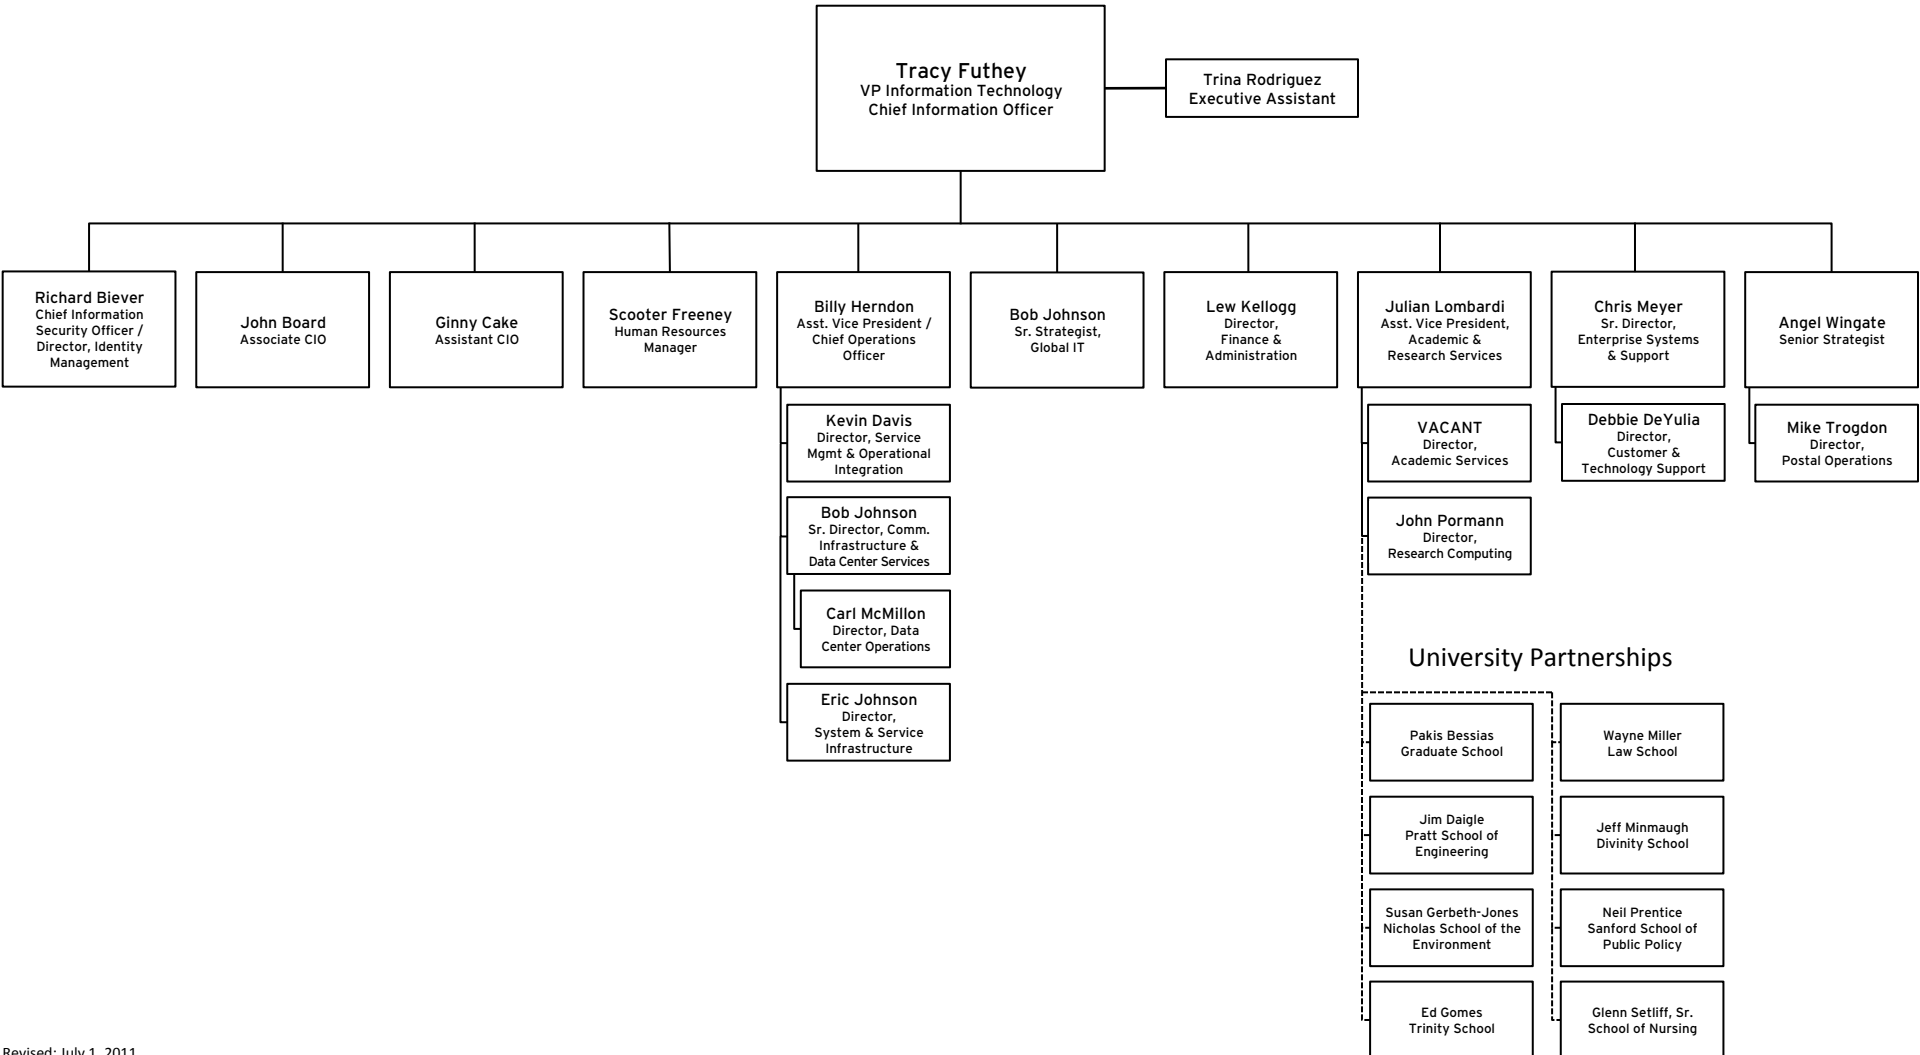 Tracy Futhey
VP Information Technology
Chief Information Officer
Trina Rodriguez
Executive Assistant
Richard Biever
Chief Information
Security Officer /
Director, Identity
Management
John Board
Associate CIO
Ginny Cake
Assistant CIO
Scooter Freeney
Human Resources
Manager
Billy Herndon
Asst. Vice President /
Chief Operations
Officer
Bob Johnson
Sr. Strategist,
Global IT
Lew Kellogg
Director,
Finance &
Administration
Julian Lombardi
Asst. Vice President,
Academic &
Research Services
Chris Meyer
Sr. Director,
Enterprise Systems
& Support
Angel Wingate
Senior Strategist
Kevin Davis
Director, Service
Mgmt & Operational
Integration
Bob Johnson
Sr. Director, Comm.
Infrastructure &
Data Center Services
Carl McMillon
Director, Data
Center Operations
Eric Johnson
Director,
System & Service
Infrastructure
VACANT
Director,
Academic Services
John Pormann
Director,
Research Computing
Debbie DeYulia
Director,
Customer &
Technology Support
Mike Trogdon
Director,
Postal Operations
University Partnerships
Pakis Bessias
Graduate School
Wayne Miller
Law School
Jim Daigle
Pratt School of
Engineering
Jeff Minmaugh
Divinity School
Susan Gerbeth-Jones
Nicholas School of the
Environment
Neil Prentice
Sanford School of
Public Policy
Ed Gomes
Trinity School
Glenn Setliff, Sr.
School of Nursing
Revised: July 1, 2011